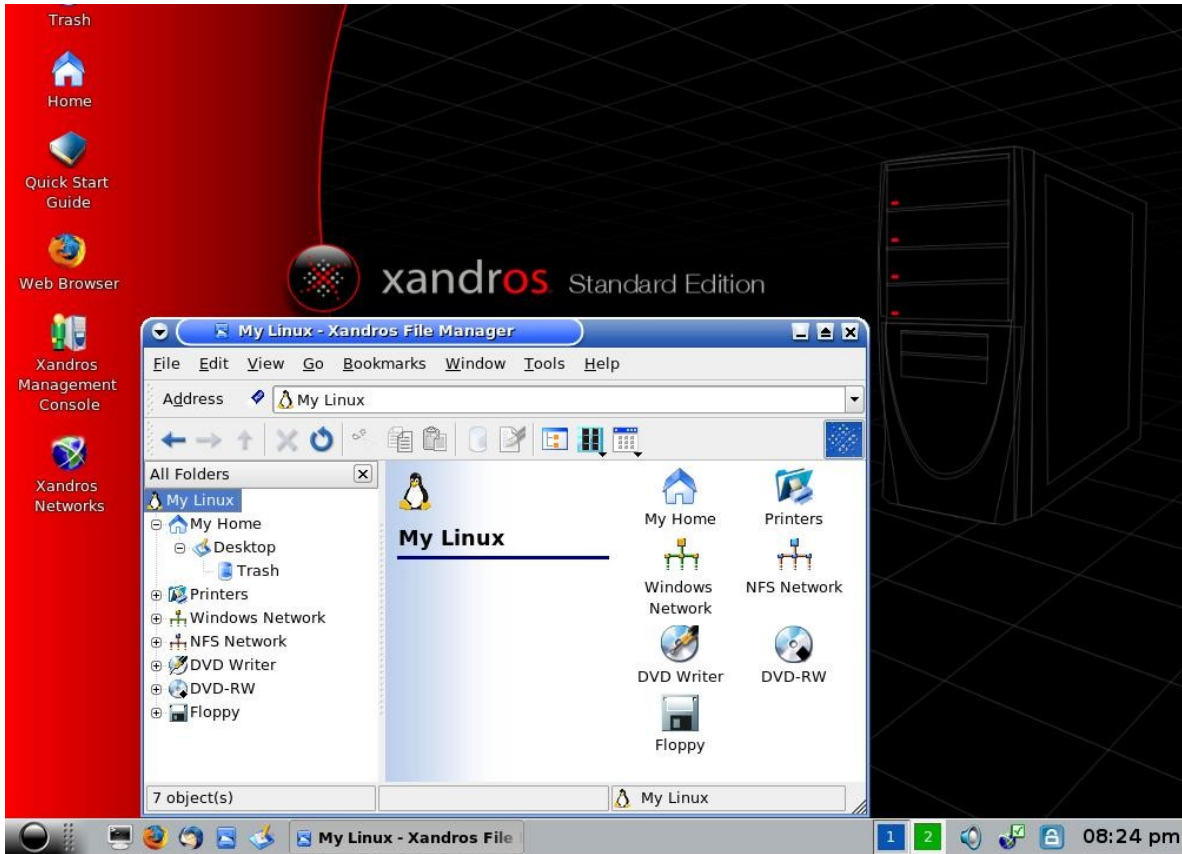 Trash
Home
Quick Start
Guide
Web Browser
Xandros
Management
Console
Xandros
Networks
xandros Standard Edition
My Linux - Xandros File Manager
File Edit View Go Bookmarks Window Tools Help
Address My Linux
All Folders
My Linux
My Home
Desktop
Trash
Printers
Windows Network
NFS Network
DVD Writer
DVD-RW
Floppy
My Linux
My Home
Printers
Windows
Network
NFS Network
DVD Writer
DVD-RW
Floppy
7 object(s)
My Linux
My Linux - Xandros File
1 2
08:24 pm